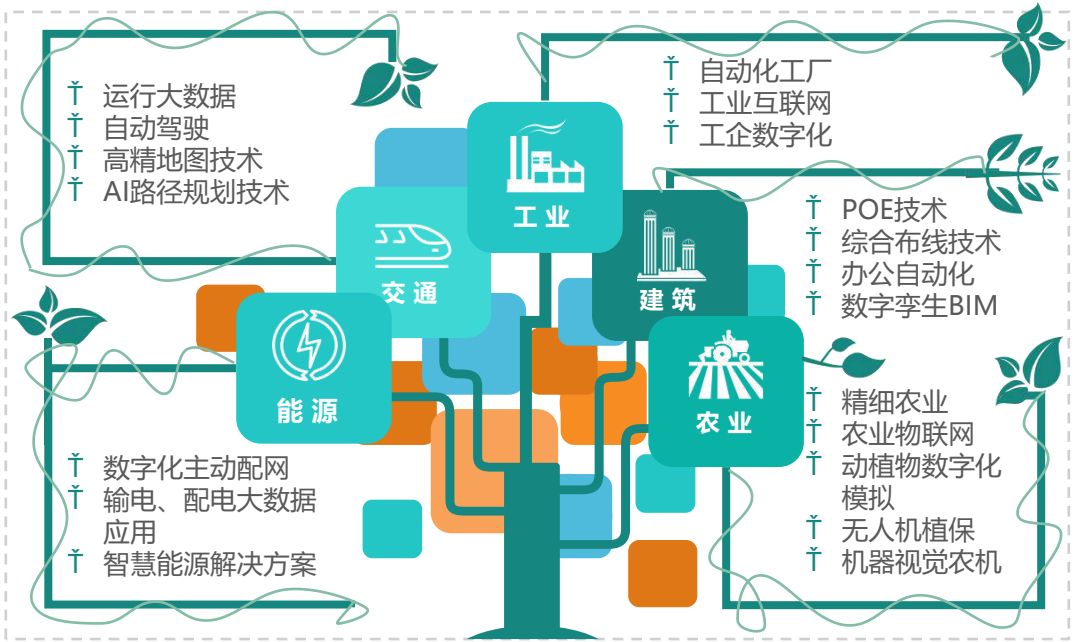 Ť 运行大数据
Ť 自动驾驶
Ť 高精地图技术
Ť AI路径规划技术
Ť 自动化工厂
Ť 工业互联网
Ť 工企数字化
工业
交通
建筑
能源
农业
Ť POE技术
Ť 综合布线技术
Ť 办公自动化
Ť 数字孪生BIM
Ť 数字化主动配网
Ť 输电、配电大数据
应用
Ť 智慧能源解决方案
Ť 精细农业
Ť 农业物联网
Ť 动植物数字化
模拟
Ť 无人机植保
Ť 机器视觉农机